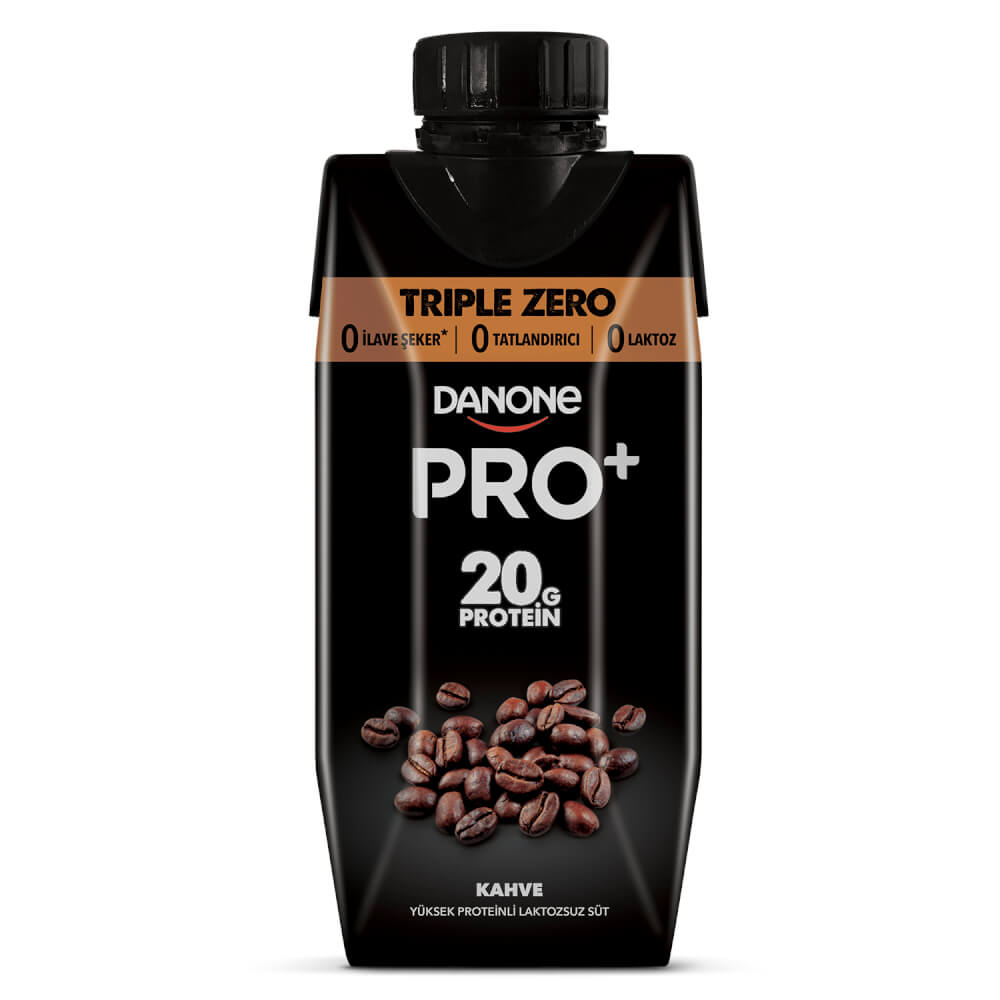 TRIPLE ZERO
0 İLAVE ŞEKER* | 0 TATLANDIRICI | 0 LAKTOZ
DANONE
PRO+
20G
PROTEİN
KAHVE
YÜKSEK PROTEİNLİ LAKTOZSUZ SÜT